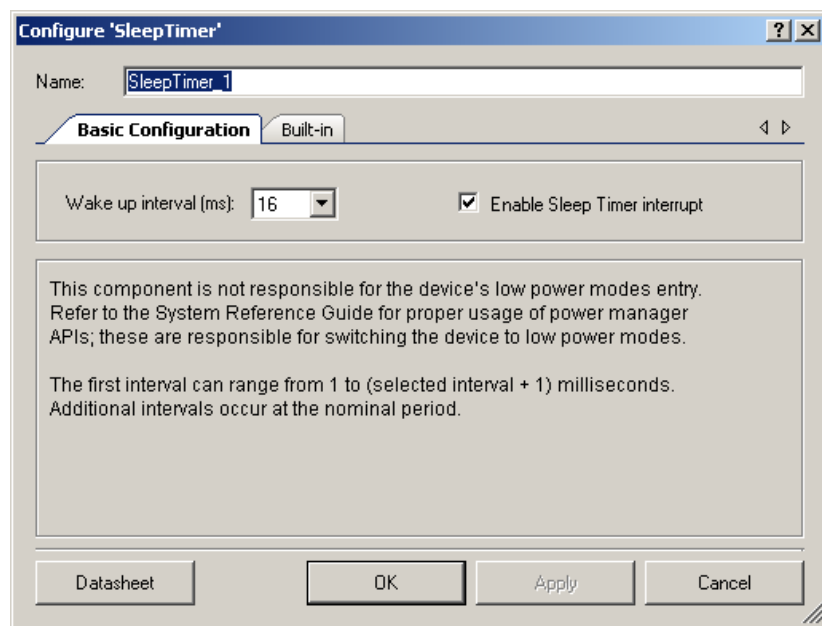 Configure 'SleepTimer'
Name: SleepTimer_1
Basic Configuration Built-in
Wake up interval (ms): 16 Enable Sleep Timer interrupt
This component is not responsible for the device's low power modes entry.
Refer to the System Reference Guide for proper usage of power manager
APIs; these are responsible for switching the device to low power modes.
The first interval can range from 1 to (selected interval + 1) milliseconds.
Additional intervals occur at the nominal period.
Datasheet OK Apply Cancel